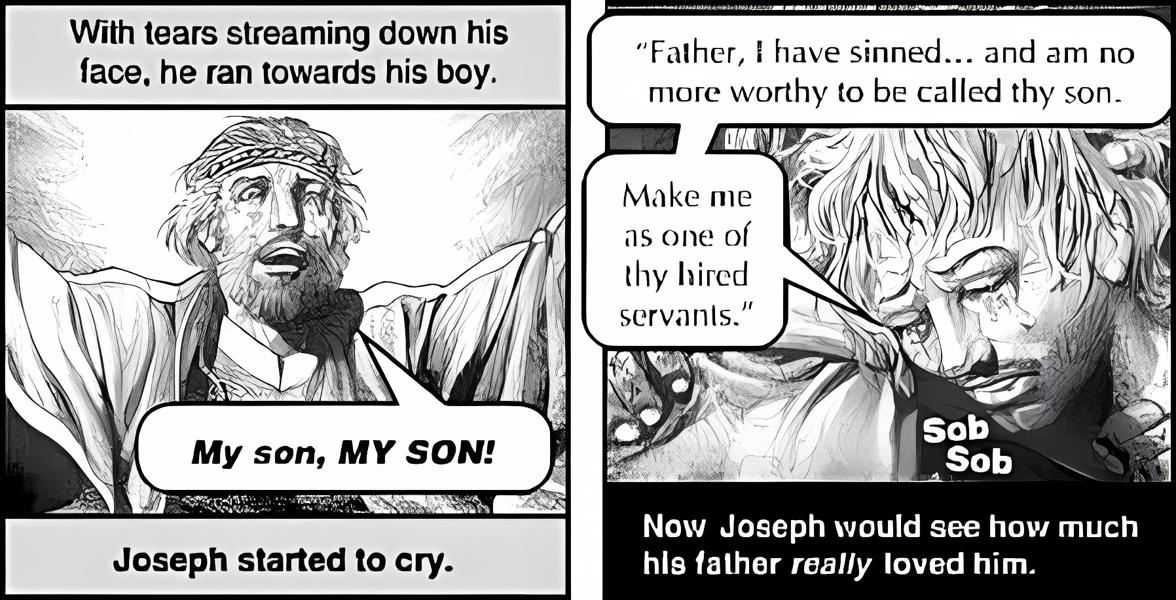 With tears streaming down his
face, he ran towards his boy.
My son, MY SON!
Joseph started to cry.
"Father, I have sinned... and am no
more worthy to be called thy son.
Make me
as one of
thy hired
servants."
Sob
Sob
Now Joseph would see how much
his father really loved him.